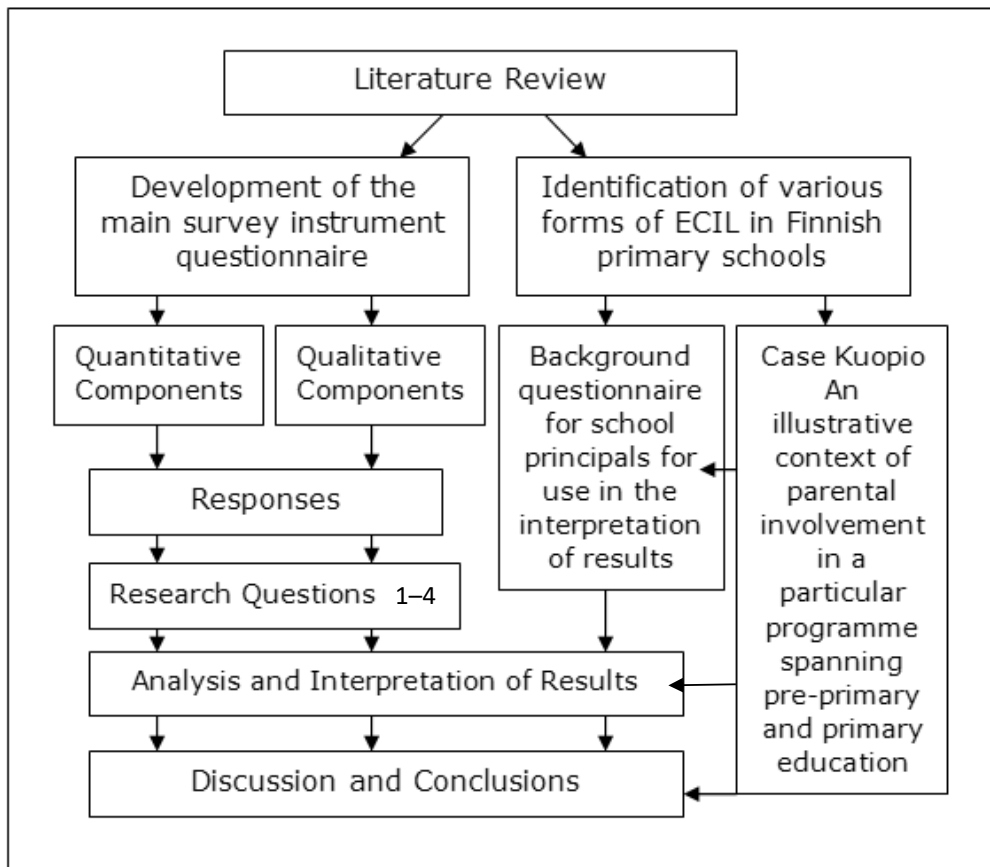 Literature Review
Development of the
main survey instrument
questionnaire
Identification of various
forms of ECIL in Finnish
primary schools
Quantitative
Components
Qualitative
Components
Background
questionnaire
for school
principals for
use in the
interpretation
of results
Case Kuopio
An
illustrative
context of
parental
involvement
in a
particular
programme
spanning
pre-primary
and primary
education
Responses
Research Questions 1–4
Analysis and Interpretation of Results
Discussion and Conclusions